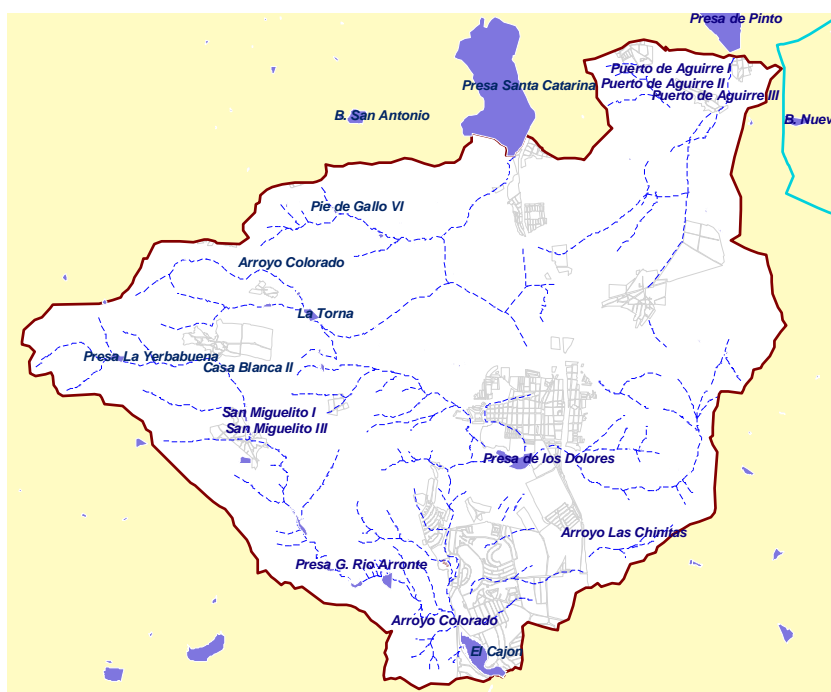 Presa de Pinto
Puerto de Aguirre I
Presa Santa Catarina
Puerto de Aguirre II
Puerto de Aguirre III
B. San Antonio
B. Nuev
Pie de Gallo VI
Arroyo Colorado
La Torna
Presa La Yerbabuena
Casa Blanca II
San Miguelito I
San Miguelito III
Presa de los Dolores
Arroyo Las Chinitas
Presa G. Rio Arronte
Arroyo Colorado
El Cajon